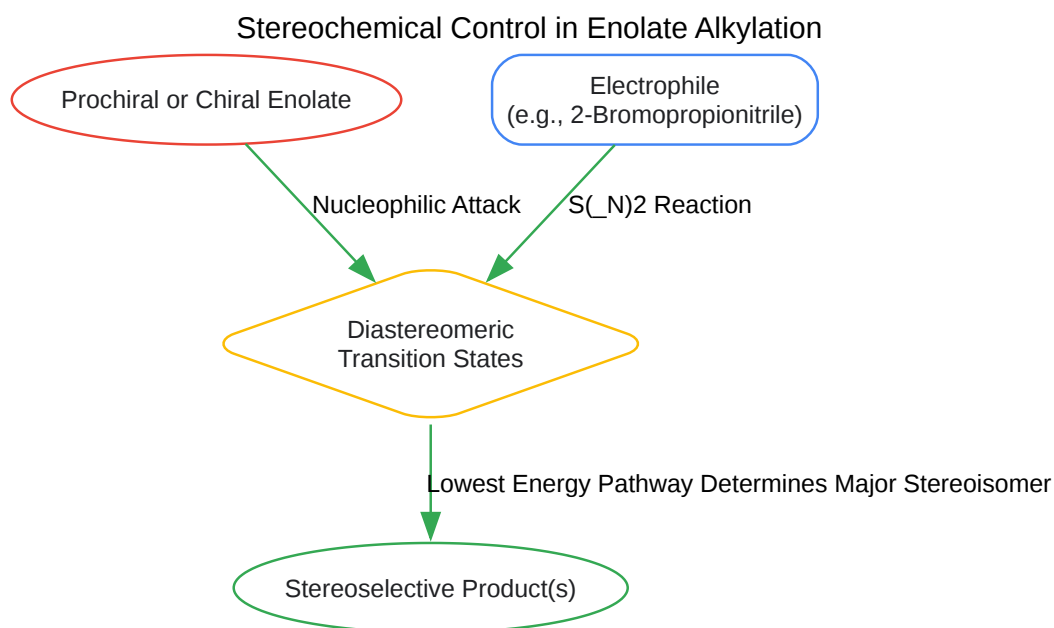 Stereochemical Control in Enolate Alkylation
Prochiral or Chiral Enolate
Electrophile
(e.g., 2-Bromopropionitrile)
Nucleophilic Attack
S(_N)2 Reaction
Diastereomeric
Transition States
Lowest Energy Pathway Determines Major Stereoisomer
Stereoselective Product(s)